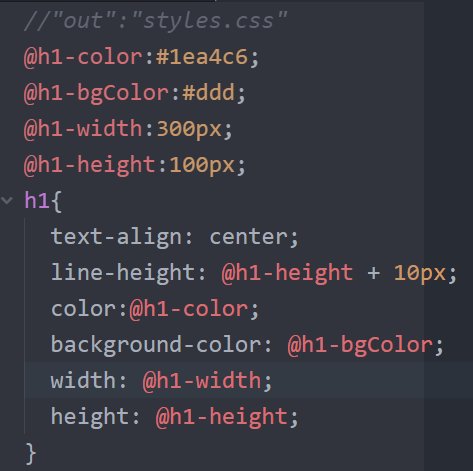 //"out":"styles.css"
@h1-color:#1ea4c6;
@h1-bgColor:#ddd;
@h1-width:300px;
@h1-height:100px;
h1{
  text-align: center;
  line-height: @h1-height + 10px;
  color:@h1-color;
  background-color: @h1-bgColor;
  width: @h1-width;
  height: @h1-height;
}